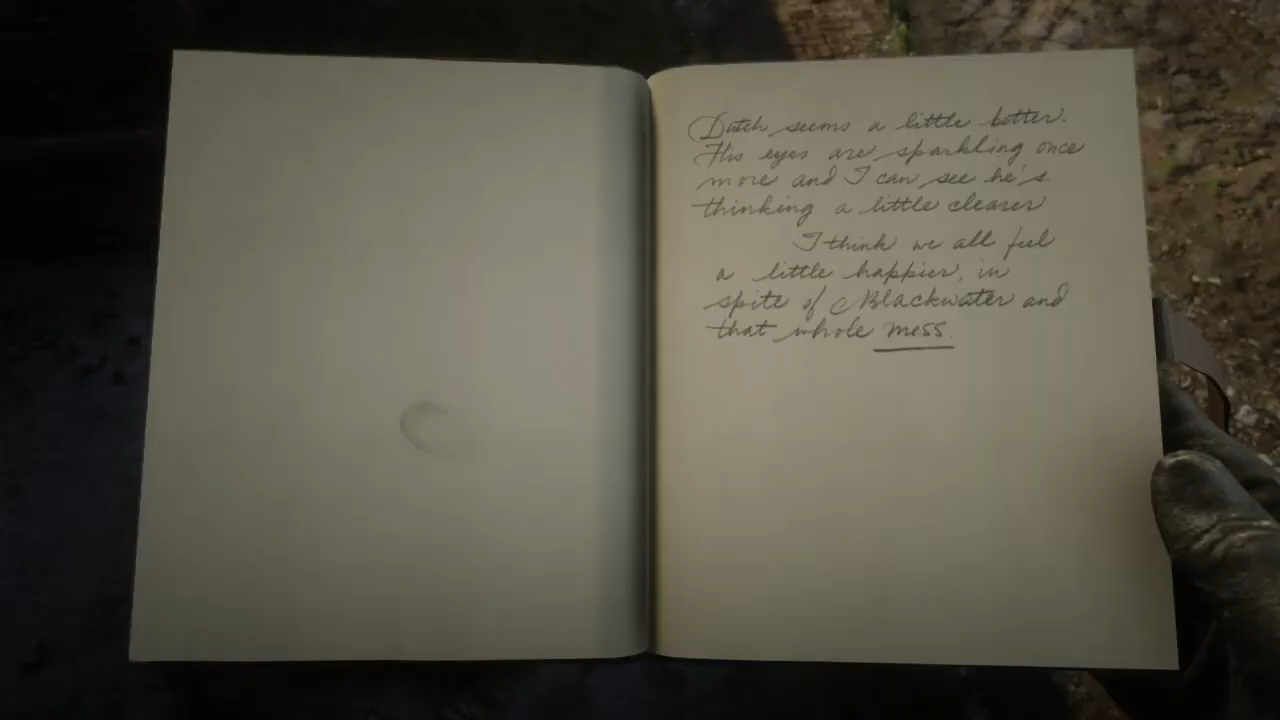 Dutch seems a little better.
His eyes are sparkling once
more and I can see he's
thinking a little clearer
I think we all feel
a little happier, in
spite of Blackwater and
that whole mess.